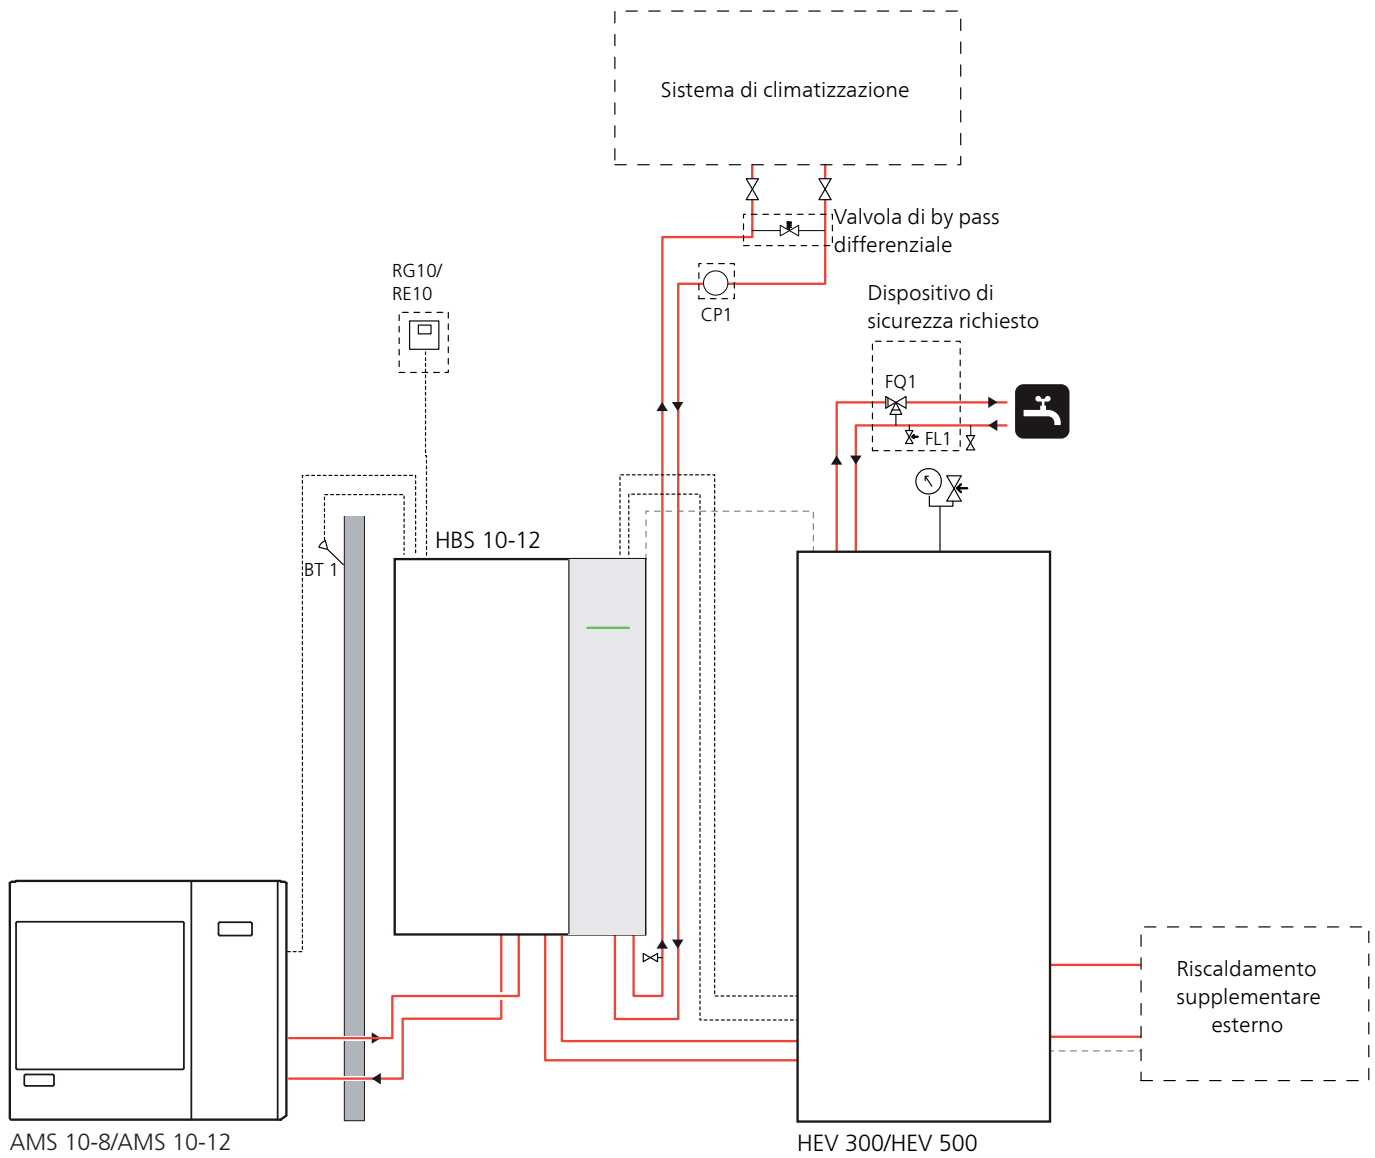 Sistema di climatizzazione
Valvola di by pass
differenziale
RG10/
RE10
CP1
Dispositivo di
sicurezza richiesto
FQ1
FL1
HBS 10-12
BT 1
Riscaldamento
supplementare
esterno
AMS 10-8/AMS 10-12
HEV 300/HEV 500